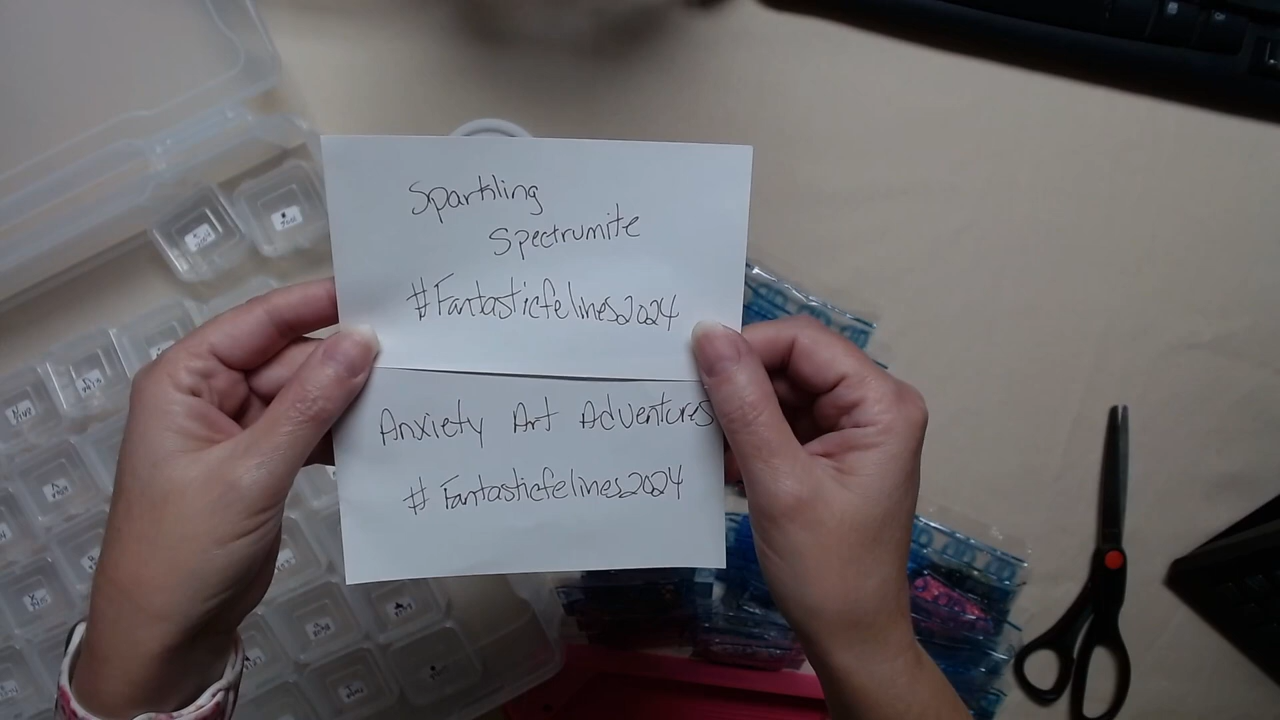 Sparkling
Spectrumite
#Fantasticfelines2024
Anxiety Art Adventures
#Fantasticfelines2024